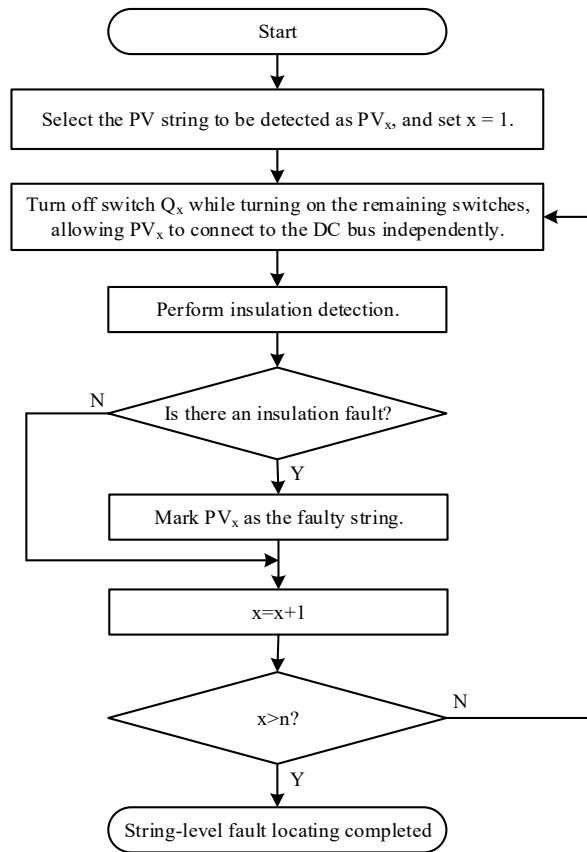 Start
Select the PV string to be detected as PVₓ, and set x = 1.
Turn off switch Qₓ while turning on the remaining switches,
allowing PVₓ to connect to the DC bus independently.
Perform insulation detection.
N
Is there an insulation fault?
Y
Mark PVₓ as the faulty string.
x=x+1
N
x>n?
Y
String-level fault locating completed